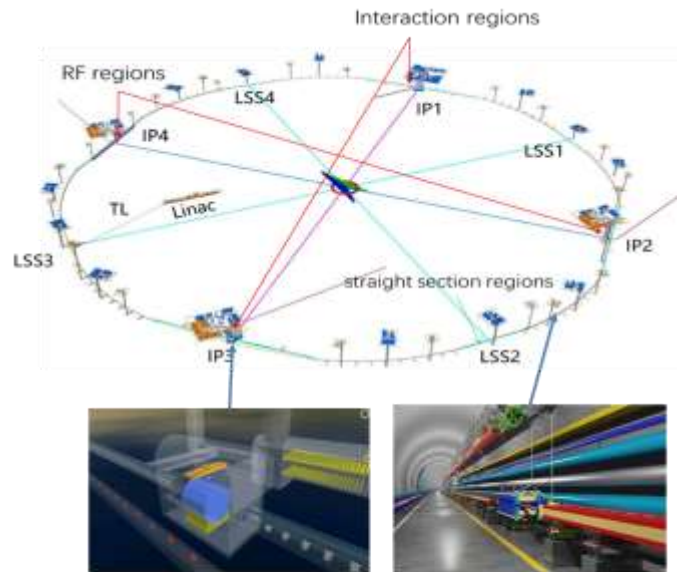 Interaction regions
RF regions
LSS4
IP1
IP4
LSS1
TL
Linac
IP2
LSS3
straight section regions
IP3
LSS2